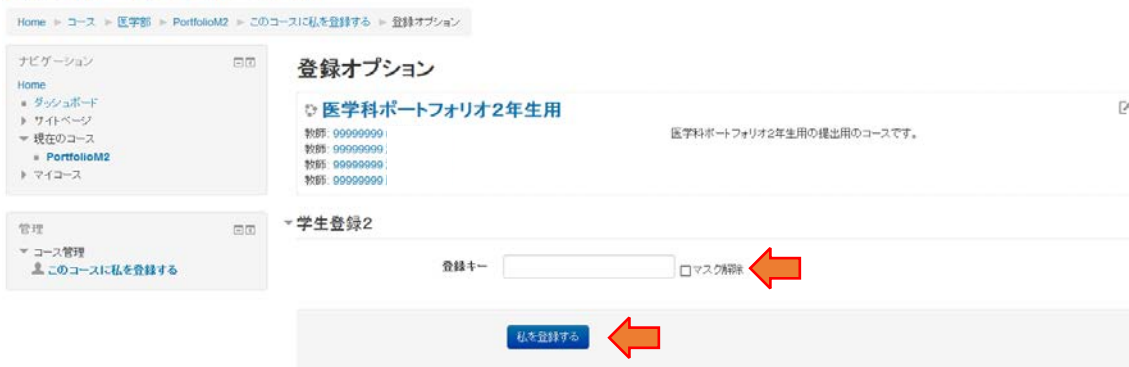 Home ▶ コース ▶ 医学部 ▶ PortfolioM2 ▶ このコースに私を登録する ▶ 登録オプション
ナビゲーション
Home
ダッシュボード
サイトページ
現在のコース
PortfolioM2
マイコース
管理
コース管理
このコースに私を登録する
登録オプション
医学科ポートフォリオ2年生用
教師: 99999999
教師: 99999999
教師: 99999999
教師: 99999999
医学科ポートフォリオ2年生用の提出用のコースです。
学生登録2
登録キー
マスク解除
私を登録する